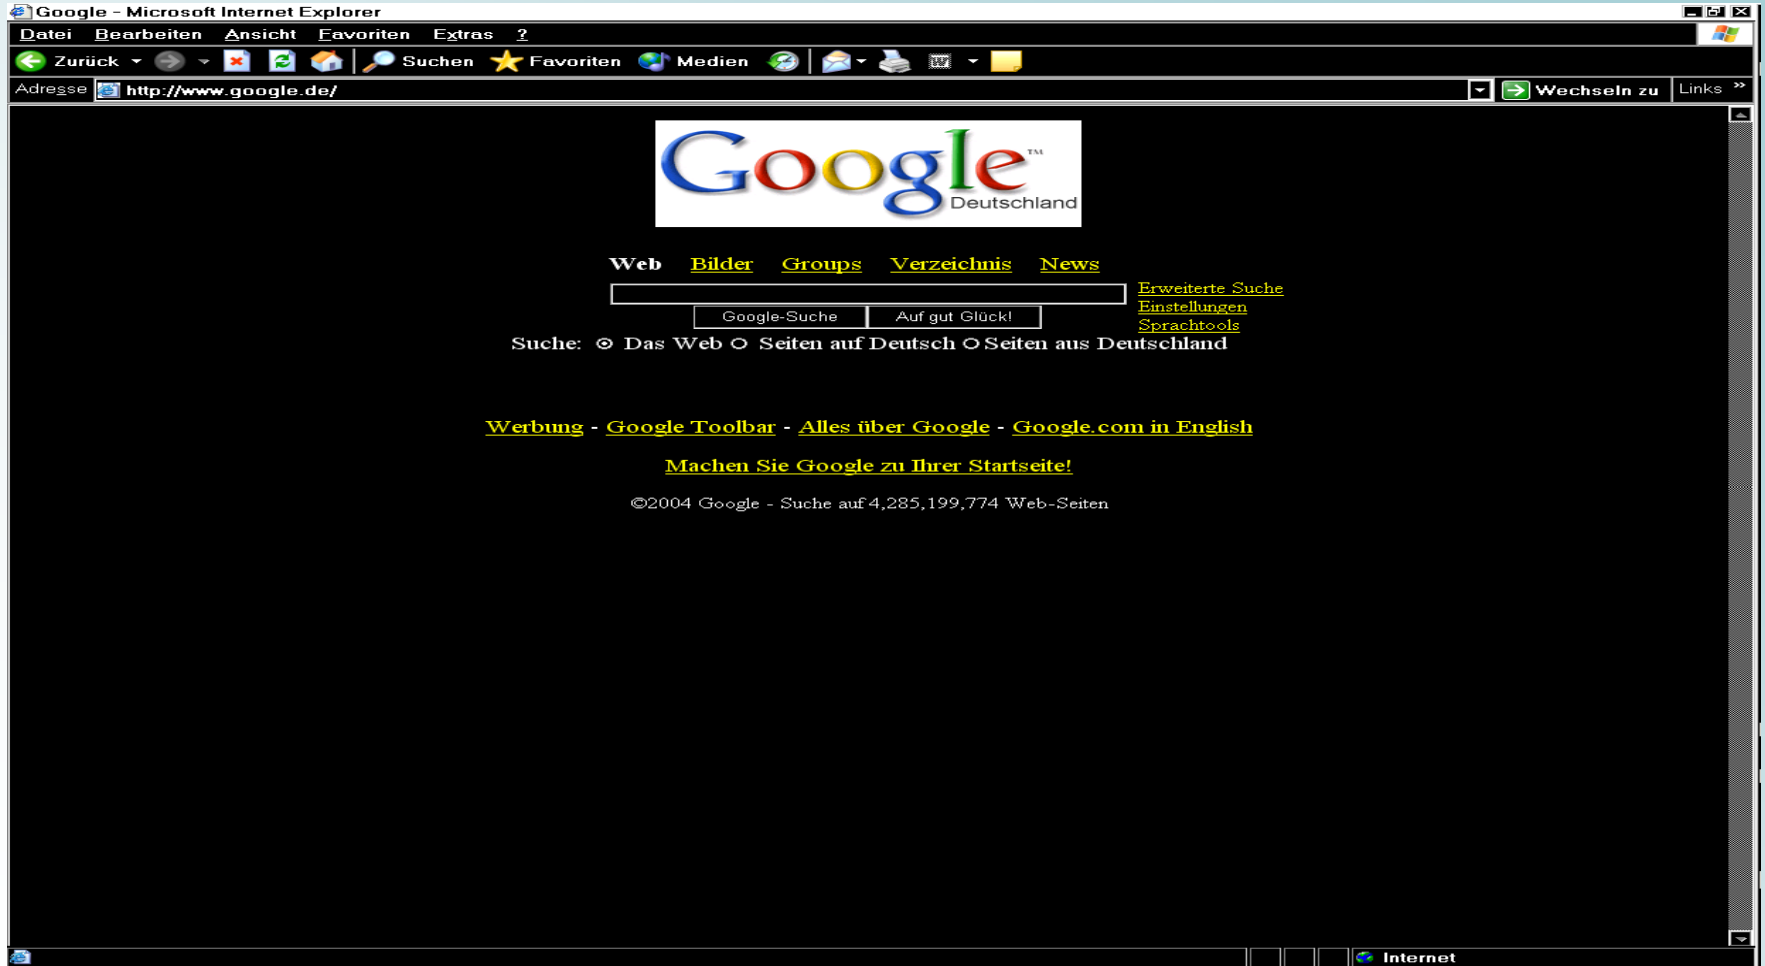 Google - Microsoft Internet Explorer
Datei Bearbeiten Ansicht Favoriten Extras ?
Zurück Suchen Favoriten Medien
Adresse http://www.google.de/ Wechseln zu Links »
Google™
Deutschland
Web Bilder Groups Verzeichnis News
Erweiterte Suche
Einstellungen
Google-Suche Auf gut Glück!
Sprachtools
Suche: Das Web Seiten auf Deutsch Seiten aus Deutschland
Werbung - Google Toolbar - Alles über Google - Google.com in English
Machen Sie Google zu Ihrer Startseite!
©2004 Google - Suche auf 4,285,199,774 Web-Seiten
Internet